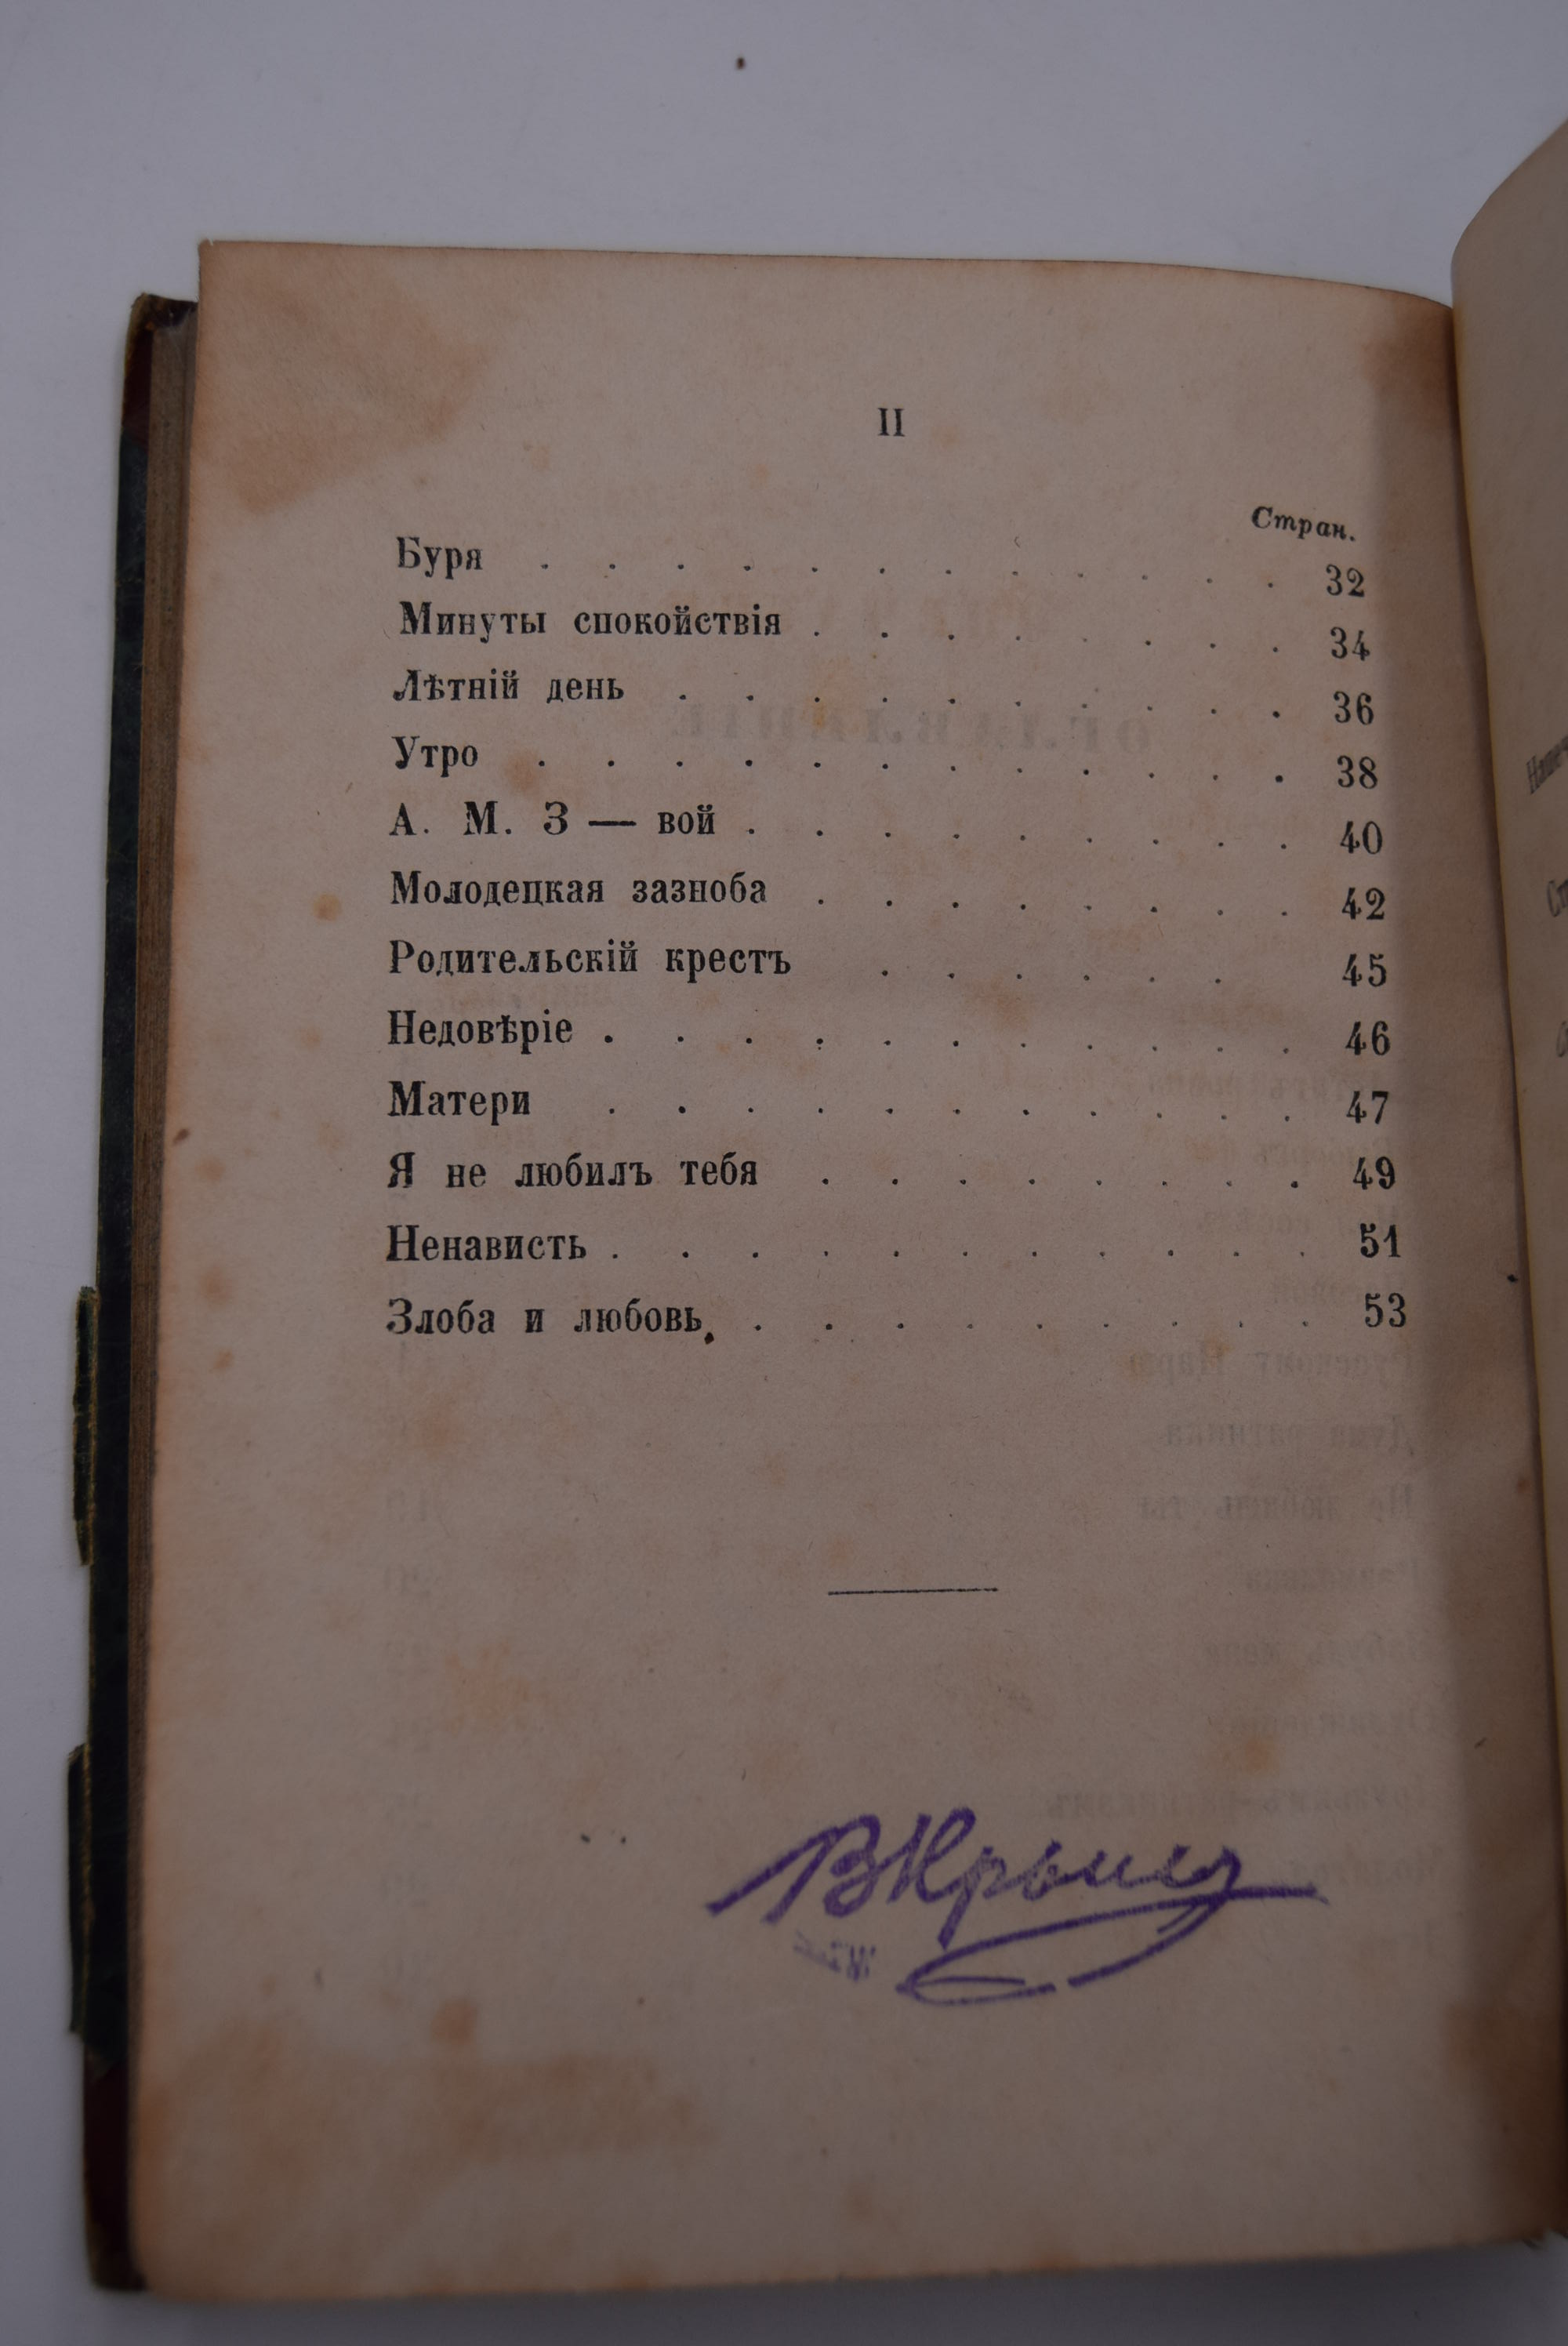 II
Стран.
Буря . . . . . . . . . . . . 32
Минуты спокойствія . . . . . . . . 34
Лѣтній день . . . . . . . . . . 36
Утро . . . . . . . . . . . . 38
А. М. З — вой . . . . . . . . . 40
Молодецкая зазноба . . . . . . . . 42
Родительскій крестъ . . . . . . 45
Недовѣріе . . . . . . . . . . . 46
Матери . . . . . . . . . . . 47
Я не любилъ тебя . . . . . . . . 49
Ненависть . . . . . . . . . . . 51
Злоба и любовь. . . . . . . . . . 53